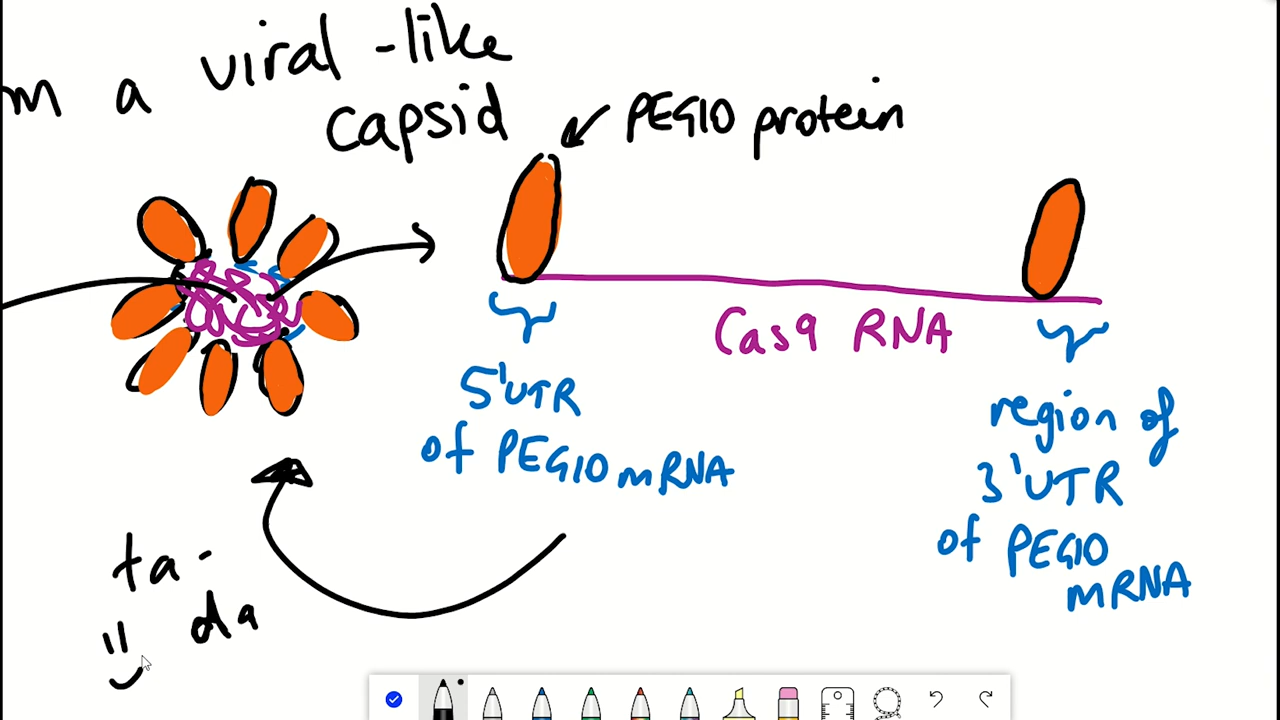 m a viral-like
capsid
PEG10 protein
Cas9 RNA
5'UTR
of PEG10 mRNA
region of
3'UTR
of PEG10
mRNA
ta-
da